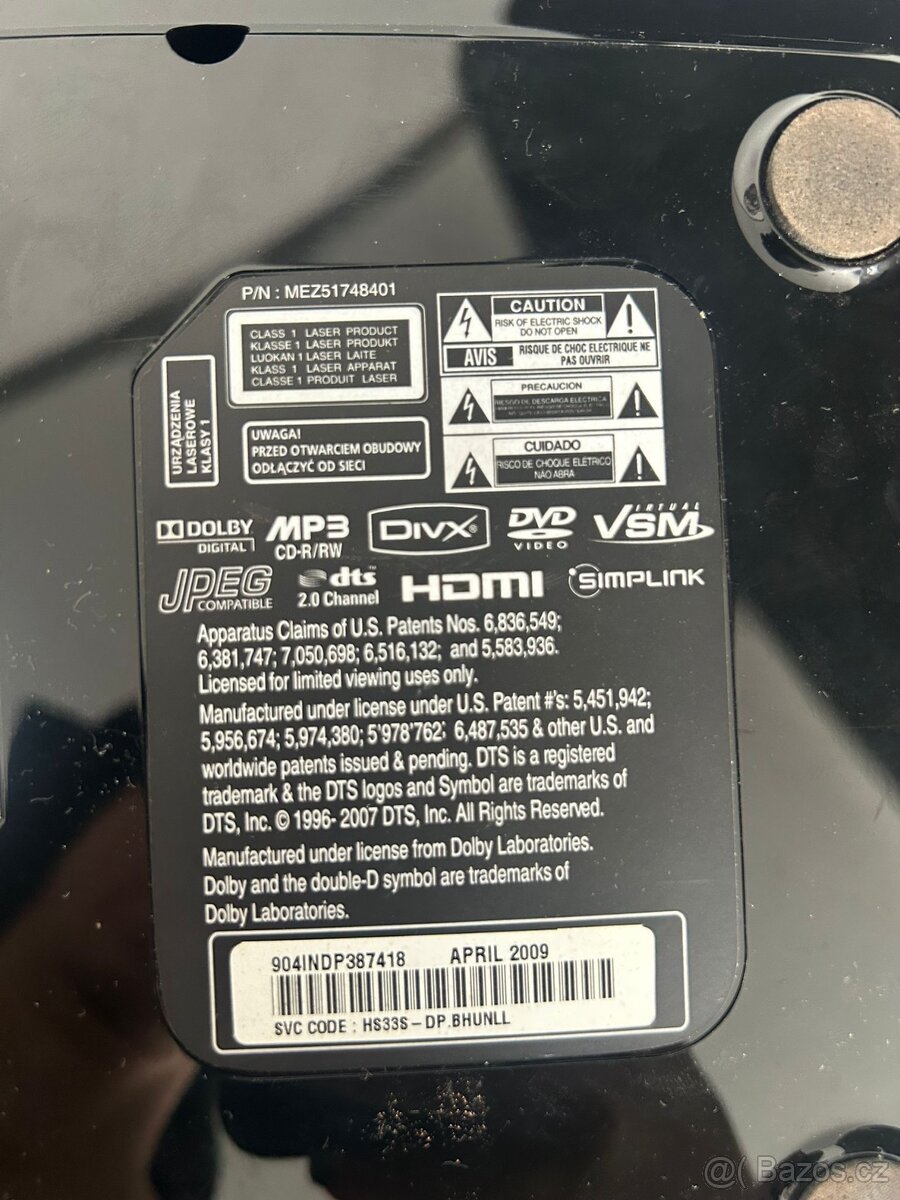 P/N : MEZ51748401
CLASS 1 LASER PRODUCT
KLASSE 1 LASER PRODUKT
LUOKAN 1 LASER LAITE
KLASS 1 LASER APPARAT
CLASSE 1 PRODUIT LASER
URZĄDZENIA
LASEROWE
KLASY 1
UWAGA!
PRZED OTWARCIEM OBUDOWY
ODŁĄCZYĆ OD SIECI
CAUTION
RISK OF ELECTRIC SHOCK
DO NOT OPEN
AVIS
RISQUE DE CHOC ELECTRIQUE NE
PAS OUVRIR
PRECAUCION
RIESGO DE DESCARGA ELECTRICA
CUIDADO
RISCO DE CHOQUE ELÉTRICO
NÃO ABRA
DOLBY
DIGITAL
MP3
CD-R/RW
DIVX®
DVD
VIDEO
VIRTUAL
VSM
JPEG
COMPATIBLE
dts
2.0 Channel
HDMI
SIMPLINK
Apparatus Claims of U.S. Patents Nos. 6,836,549;
6,381,747; 7,050,698; 6,516,132; and 5,583,936.
Licensed for limited viewing uses only.
Manufactured under license under U.S. Patent #'s: 5,451,942;
5,956,674; 5,974,380; 5'978'762; 6,487,535 & other U.S. and
worldwide patents issued & pending. DTS is a registered
trademark & the DTS logos and Symbol are trademarks of
DTS, Inc. © 1996- 2007 DTS, Inc. All Rights Reserved.
Manufactured under license from Dolby Laboratories.
Dolby and the double-D symbol are trademarks of
Dolby Laboratories.
904INDP387418 APRIL 2009
SVC CODE : HS33S-DP.BHUNLL
@( Bazos.cz